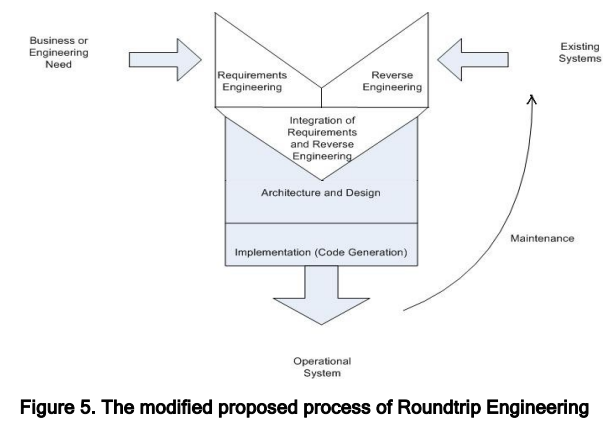 Business or
Engineering
Need
Existing
Systems
Requirements
Engineering
Reverse
Engineering
Integration of
Requirements
and Reverse
Engineering
Architecture and Design
Maintenance
Implementation (Code Generation)
Operational
System
Figure 5. The modified proposed process of Roundtrip Engineering